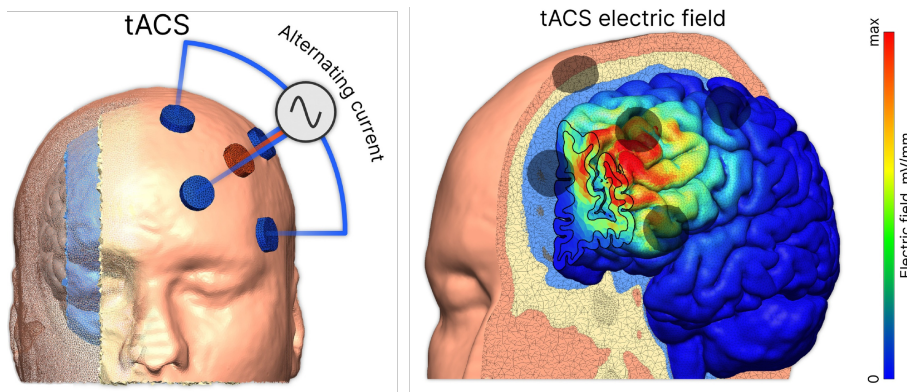 tACS
Alternating current
tACS electric field
max
Electric field, mV/mm
0